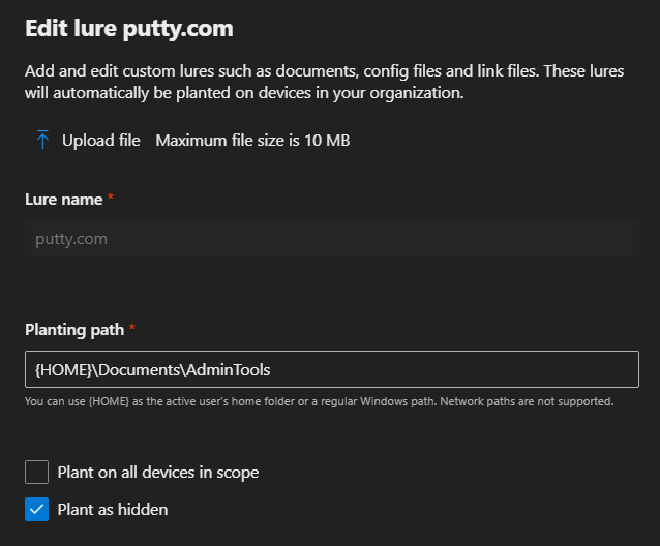 Edit lure putty.com
Add and edit custom lures such as documents, config files and link files. These lures
will automatically be planted on devices in your organization.
Upload file Maximum file size is 10 MB
Lure name *
putty.com
Planting path *
{HOME}\Documents\AdminTools
You can use {HOME} as the active user's home folder or a regular Windows path. Network paths are not supported.
Plant on all devices in scope
Plant as hidden